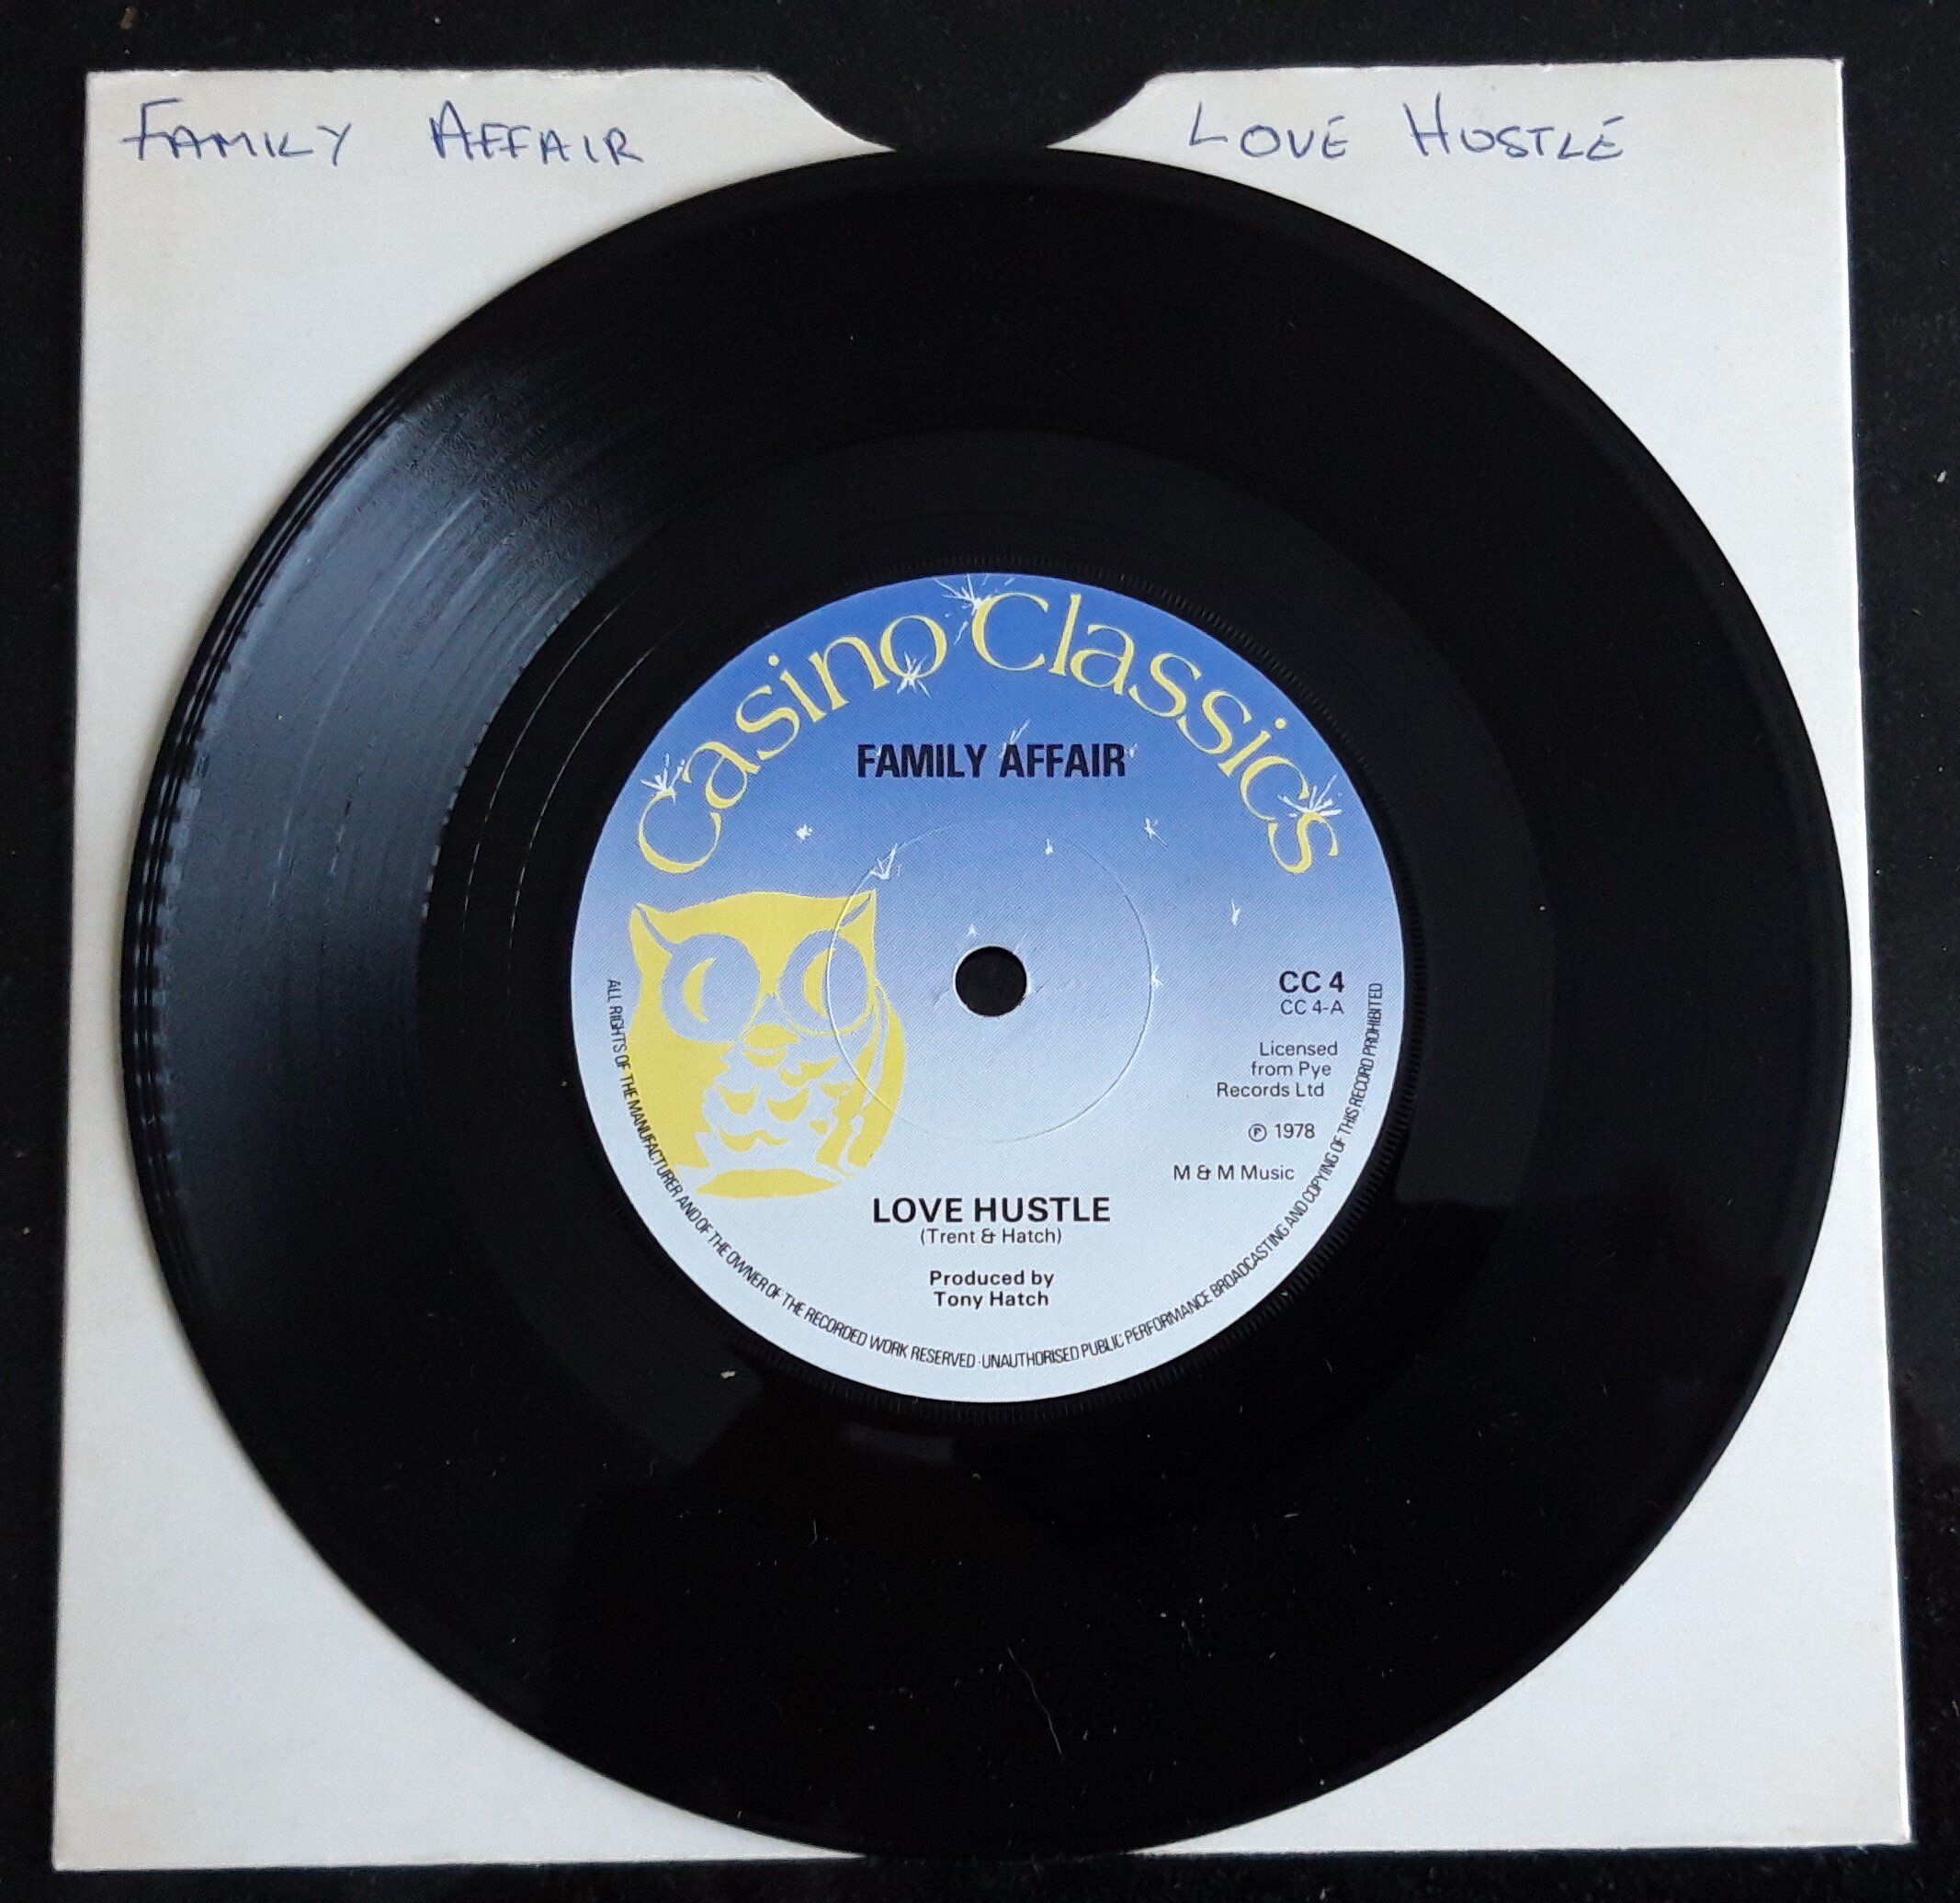 FAMILY AFFAIR
LOVE HUSTLE
Casino Classics
FAMILY AFFAIR
CC 4
CC 4-A
Licensed
from Pye
Records Ltd
℗ 1978
M & M Music
LOVE HUSTLE
(Trent & Hatch)
Produced by
Tony Hatch
ALL RIGHTS OF THE MANUFACTURER AND OF THE OWNER OF THE RECORDED WORK RESERVED · UNAUTHORISED PUBLIC PERFORMANCE BROADCASTING AND COPYING OF THIS RECORD PROHIBITED